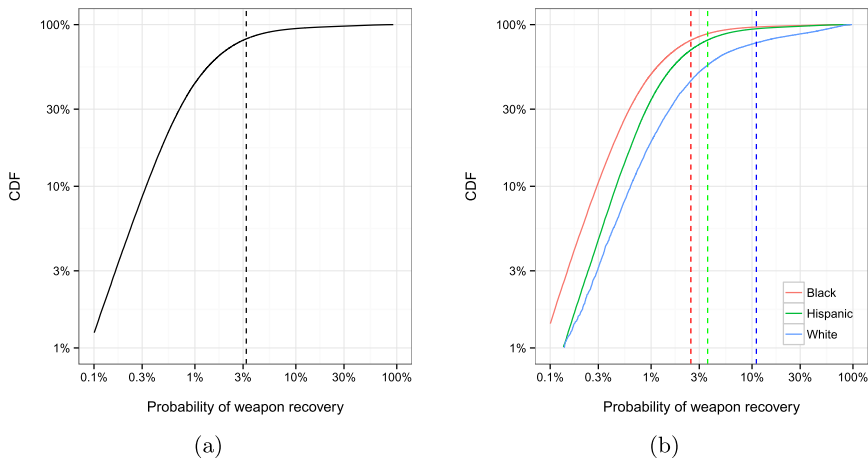 100%
30%
10%
3%
1%
CDF
0.1% 0.3% 1% 3% 10% 30% 100%
Probability of weapon recovery
(a)
100%
30%
10%
3%
1%
CDF
Black
Hispanic
White
0.1% 0.3% 1% 3% 10% 30% 100%
Probability of weapon recovery
(b)